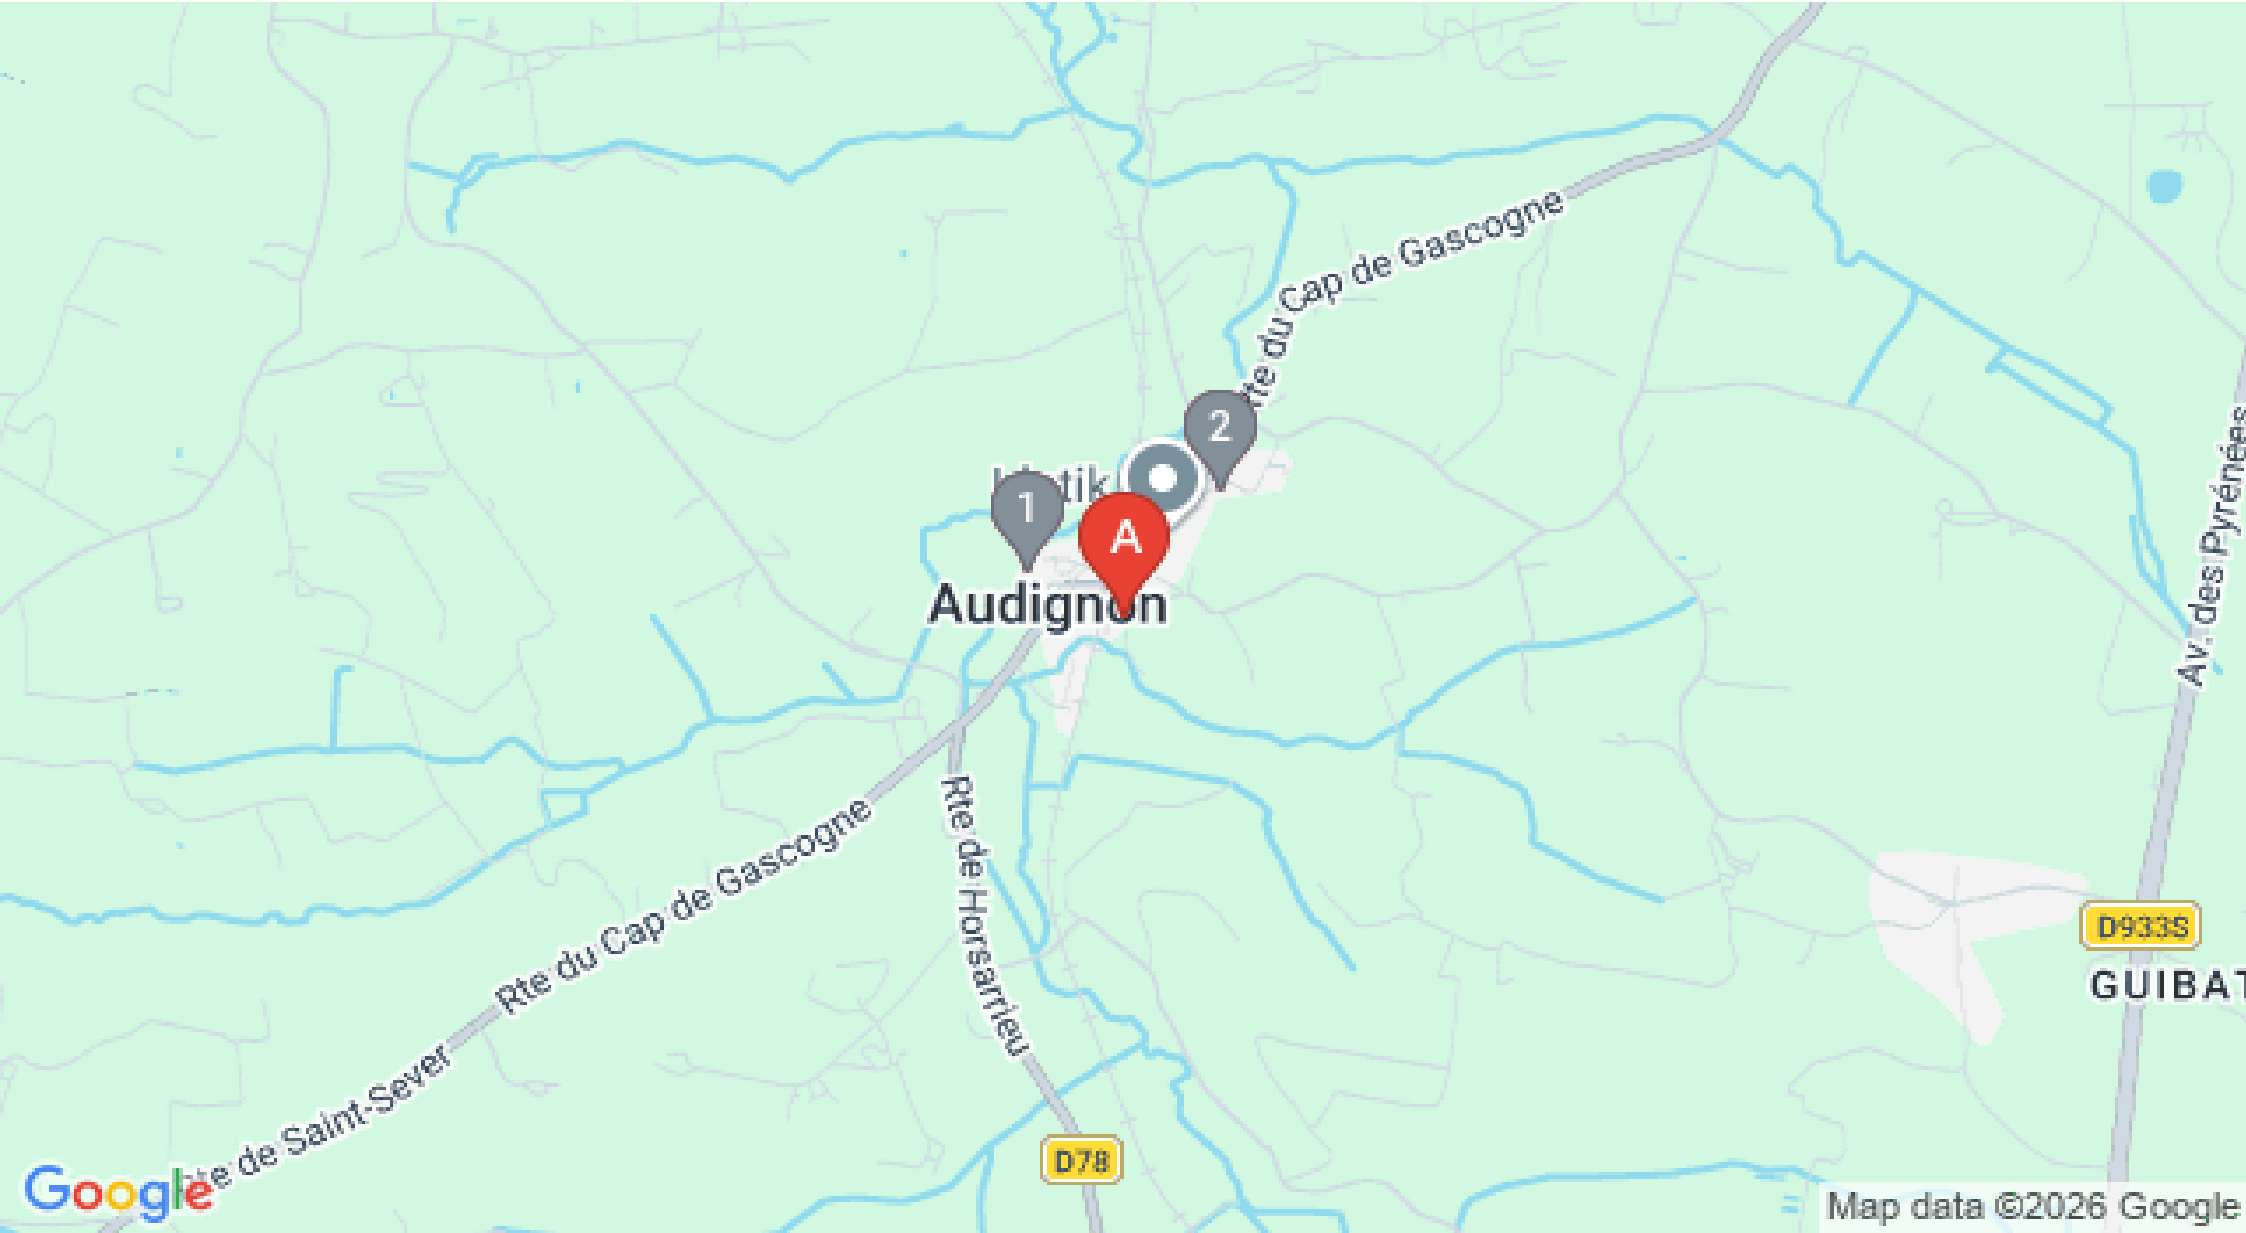 Rte du Cap de Gascogne
2
1
A
Audignon
Av. des Pyrénées
Rte du Cap de Gascogne
Rte de Horsarrieu
D933S
GUIBAT
de Saint-Sever
D78
Google
Map data ©2026 Google